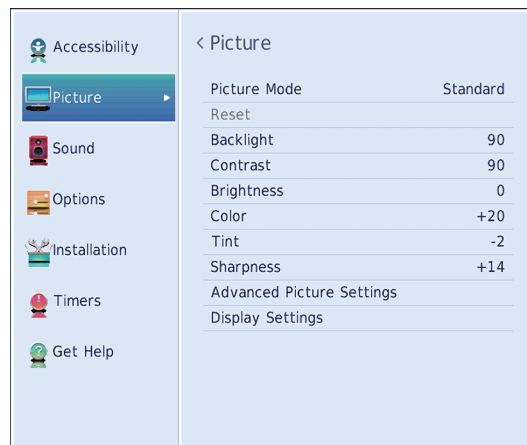 Accessibility
Picture
Sound
Options
Installation
Timers
Get Help
< Picture
Picture Mode Standard
Reset
Backlight 90
Contrast 90
Brightness 0
Color +20
Tint -2
Sharpness +14
Advanced Picture Settings
Display Settings